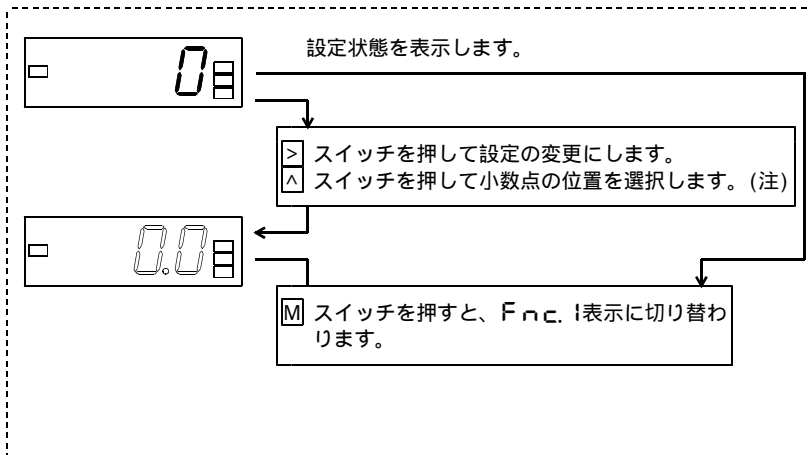 設定状態を表示します。
0
> スイッチを押して設定の変更にします。
^ スイッチを押して小数点の位置を選択します。(注)
0.0
M スイッチを押すと、Fnc.1表示に切り替わ
ります。